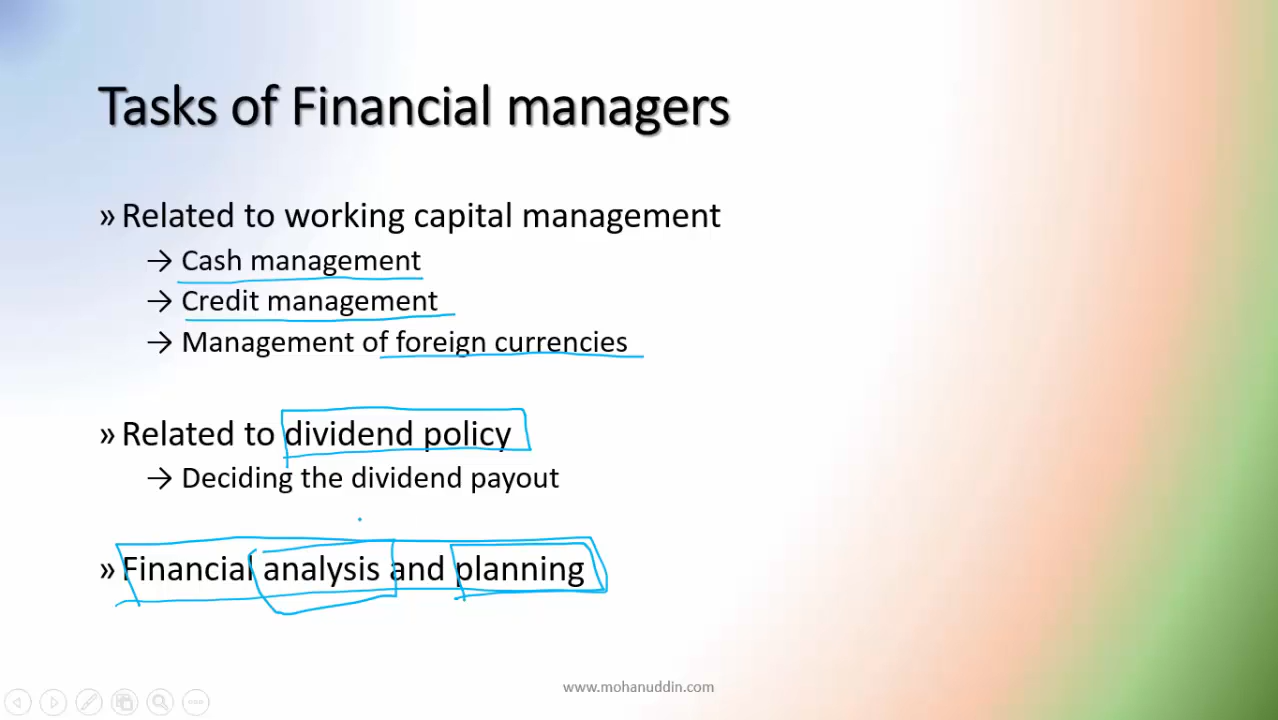 Tasks of Financial managers
» Related to working capital management
→ Cash management
→ Credit management
→ Management of foreign currencies
» Related to dividend policy
→ Deciding the dividend payout
» Financial analysis and planning
www.mohanuddin.com